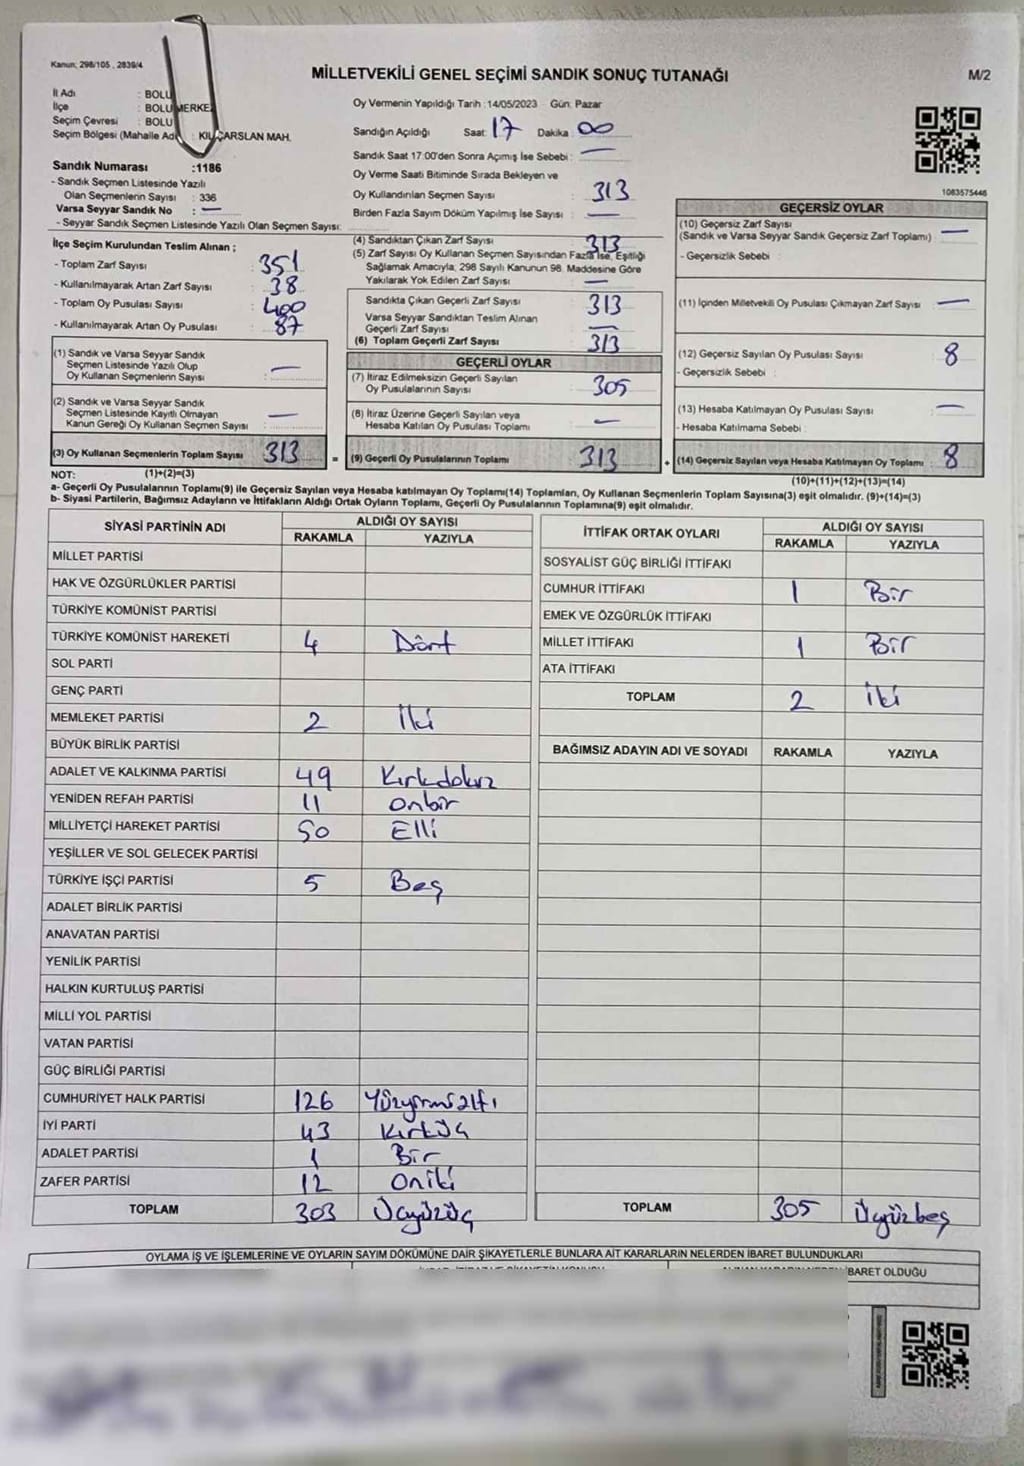 Kanun; 298/105 , 2839/4
MİLLETVEKİLİ GENEL SEÇİMİ SANDIK SONUÇ TUTANAĞI
M/2
İl Adı : BOLU
İlçe : BOLU MERKEZ
Seçim Çevresi : BOLU
Seçim Bölgesi (Mahalle Adı) : KILIÇARSLAN MAH.
Sandık Numarası :1186
- Sandık Seçmen Listesinde Yazılı
Olan Seçmenlerin Sayısı : 336
Varsa Seyyar Sandık No : —
- Seyyar Sandık Seçmen Listesinde Yazılı Olan Seçmen Sayısı:
Oy Vermenin Yapıldığı Tarih :14/05/2023 Gün: Pazar
Sandığın Açıldığı Saat: 17 Dakika : 00
Sandık Saat 17:00'den Sonra Açımış İse Sebebi : —
Oy Verme Saati Bitiminde Sırada Bekleyen ve
Oy Kullandırılan Seçmen Sayısı : 313
Birden Fazla Sayım Döküm Yapılmış İse Sayısı : —
1083575446
İlçe Seçim Kurulundan Teslim Alınan ;
- Toplam Zarf Sayısı : 351
- Kullanılmayarak Artan Zarf Sayısı : 38
- Toplam Oy Pusulası Sayısı : 400
- Kullanılmayarak Artan Oy Pusulası : 87
(4) Sandıktan Çıkan Zarf Sayısı : 313
(5) Zarf Sayısı Oy Kullanan Seçmen Sayısından Fazla İse, Eşitliği
Sağlamak Amacıyla; 298 Sayılı Kanunun 98. Maddesine Göre
Yakılarak Yok Edilen Zarf Sayısı : —
Sandıkta Çıkan Geçerli Zarf Sayısı : 313
Varsa Seyyar Sandıktan Teslim Alınan
Geçerli Zarf Sayısı : —
(6) Toplam Geçerli Zarf Sayısı : 313
GEÇERSİZ OYLAR
(10) Geçersiz Zarf Sayısı : —
(Sandık ve Varsa Seyyar Sandık Geçersiz Zarf Toplamı)
- Geçersizlik Sebebi :
(11) İçinden Milletvekili Oy Pusulası Çıkmayan Zarf Sayısı : —
(12) Geçersiz Sayılan Oy Pusulası Sayısı : 8
- Geçersizlik Sebebi :
(13) Hesaba Katılmayan Oy Pusulası Sayısı : —
- Hesaba Katılmama Sebebi :
(14) Geçersiz Sayılan veya Hesaba Katılmayan Oy Toplamı : 8
(10)+(11)+(12)+(13)=(14)
(1) Sandık ve Varsa Seyyar Sandık
Seçmen Listesinde Yazılı Olup
Oy Kullanan Seçmenlerin Sayısı : —
(2) Sandık ve Varsa Seyyar Sandık
Seçmen Listesinde Kayıtlı Olmayan
Kanun Gereği Oy Kullanan Seçmen Sayısı : —
(3) Oy Kullanan Seçmenlerin Toplam Sayısı : 313 =
GEÇERLİ OYLAR
(7) İtiraz Edilmeksizin Geçerli Sayılan
Oy Pusulalarının Sayısı : 305
(8) İtiraz Üzerine Geçerli Sayılan veya
Hesaba Katılan Oy Pusulası Toplamı : —
(9) Geçerli Oy Pusulalarının Toplamı : 313 +
NOT: (1)+(2)=(3)
a- Geçerli Oy Pusulalarının Toplamı(9) ile Geçersiz Sayılan veya Hesaba katılmayan Oy Toplamı(14) Toplamları, Oy Kullanan Seçmenlerin Toplam Sayısına(3) eşit olmalıdır. (9)+(14)=(3)
b- Siyasi Partilerin, Bağımsız Adayların ve İttifakların Aldığı Ortak Oyların Toplamı, Geçerli Oy Pusulalarının Toplamına(9) eşit olmalıdır.
SİYASİ PARTİNİN ADI ALDIĞI OY SAYISI
RAKAMLA YAZIYLA
MİLLET PARTİSİ
HAK VE ÖZGÜRLÜKLER PARTİSİ
TÜRKİYE KOMÜNİST PARTİSİ
TÜRKİYE KOMÜNİST HAREKETİ 4 Dört
SOL PARTİ
GENÇ PARTİ
MEMLEKET PARTİSİ 2 İki
BÜYÜK BİRLİK PARTİSİ
ADALET VE KALKINMA PARTİSİ 49 Kırkdokuz
YENİDEN REFAH PARTİSİ 11 onbir
MİLLİYETÇİ HAREKET PARTİSİ 50 Elli
YEŞİLLER VE SOL GELECEK PARTİSİ
TÜRKİYE İŞÇİ PARTİSİ 5 Beş
ADALET BİRLİK PARTİSİ
ANAVATAN PARTİSİ
YENİLİK PARTİSİ
HALKIN KURTULUŞ PARTİSİ
MİLLİ YOL PARTİSİ
VATAN PARTİSİ
GÜÇ BİRLİĞİ PARTİSİ
CUMHURİYET HALK PARTİSİ 126 Yüzyirmialtı
İYİ PARTİ 43 Kırküç
ADALET PARTİSİ 1 Bir
ZAFER PARTİSİ 12 oniki
TOPLAM 303 Üçyüzüç
İTTİFAK ORTAK OYLARI ALDIĞI OY SAYISI
RAKAMLA YAZIYLA
SOSYALİST GÜÇ BİRLİĞİ İTTİFAKI
CUMHUR İTTİFAKI 1 Bir
EMEK VE ÖZGÜRLÜK İTTİFAKI
MİLLET İTTİFAKI 1 Bir
ATA İTTİFAKI
TOPLAM 2 İki
BAĞIMSIZ ADAYIN ADI VE SOYADI RAKAMLA YAZIYLA
TOPLAM 305 Üçyüzbeş
OYLAMA İŞ VE İŞLEMLERİNE VE OYLARIN SAYIM DÖKÜMÜNE DAİR ŞİKAYETLERLE BUNLARA AİT KARARLARIN NELERDEN İBARET BULUNDUKLARI
İBARET OLDUĞU